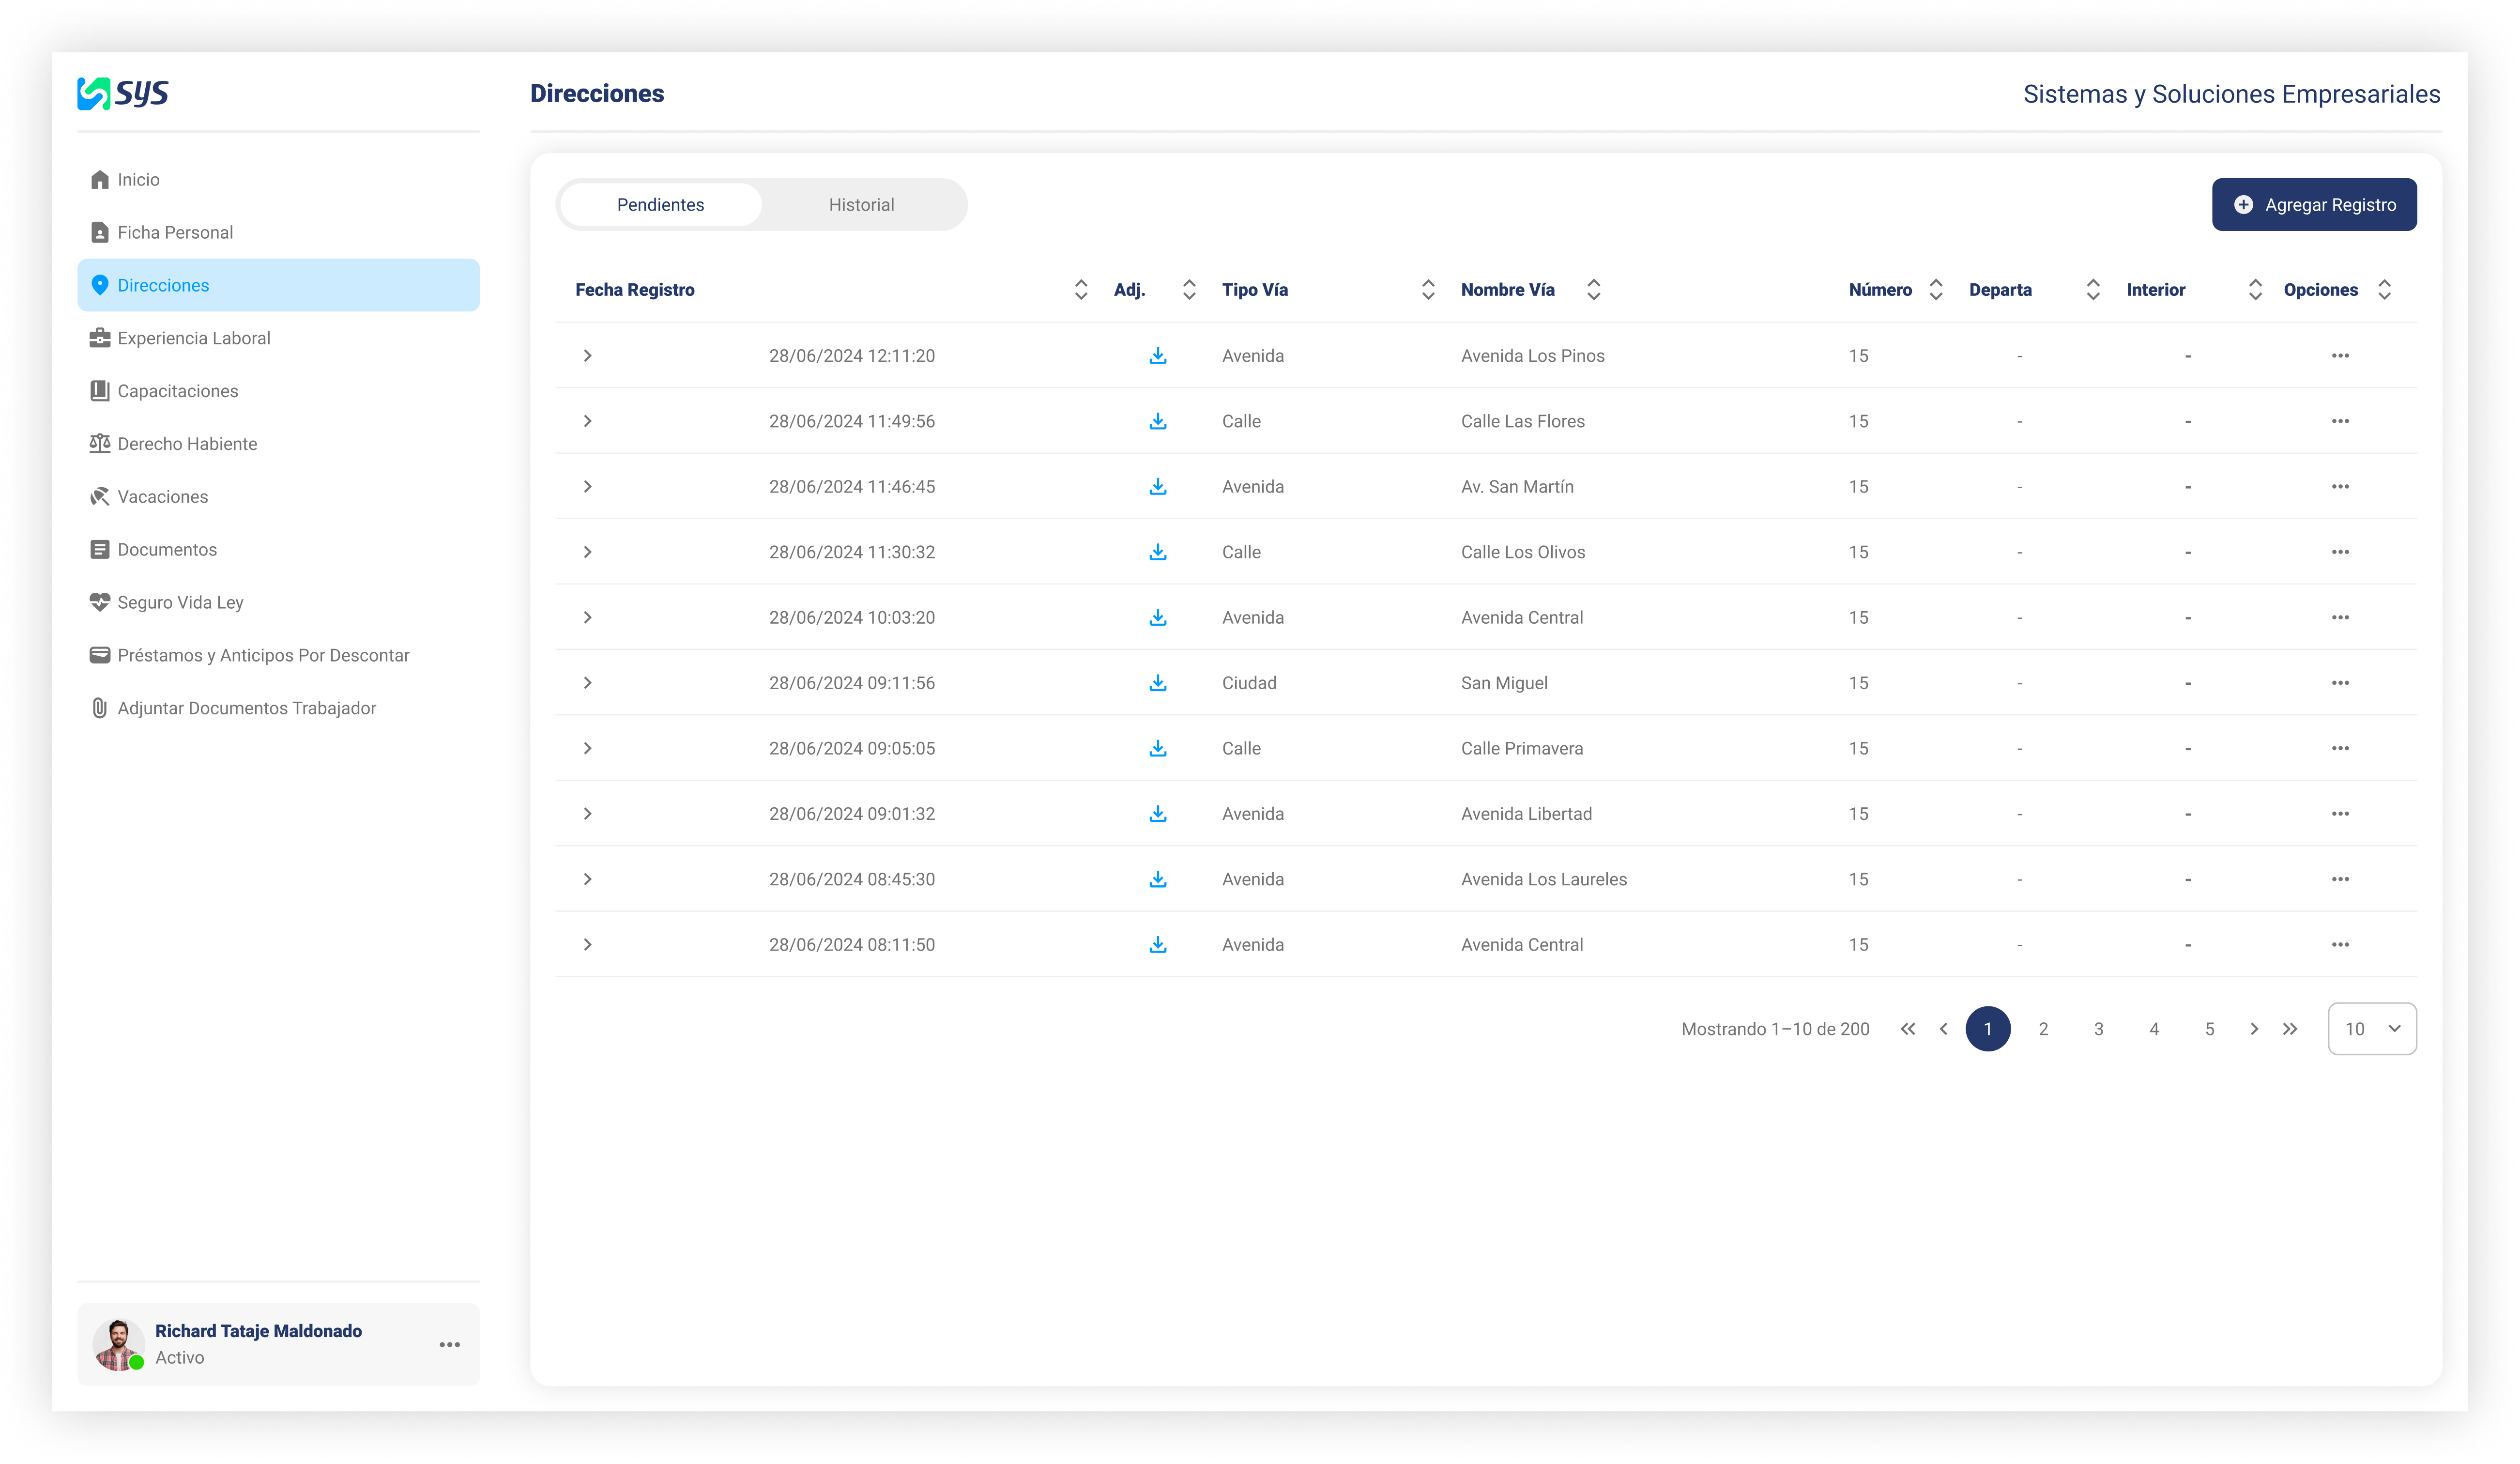 sys
Direcciones
Sistemas y Soluciones Empresariales
Inicio
Ficha Personal
Direcciones
Experiencia Laboral
Capacitaciones
Derecho Habiente
Vacaciones
Documentos
Seguro Vida Ley
Préstamos y Anticipos Por Descontar
Adjuntar Documentos Trabajador
Richard Tataje Maldonado
Activo
Pendientes Historial
Agregar Registro
Fecha Registro Adj. Tipo Vía Nombre Vía Número Departa Interior Opciones
28/06/2024 12:11:20 Avenida Avenida Los Pinos 15 - - •••
28/06/2024 11:49:56 Calle Calle Las Flores 15 - - •••
28/06/2024 11:46:45 Avenida Av. San Martín 15 - - •••
28/06/2024 11:30:32 Calle Calle Los Olivos 15 - - •••
28/06/2024 10:03:20 Avenida Avenida Central 15 - - •••
28/06/2024 09:11:56 Ciudad San Miguel 15 - - •••
28/06/2024 09:05:05 Calle Calle Primavera 15 - - •••
28/06/2024 09:01:32 Avenida Avenida Libertad 15 - - •••
28/06/2024 08:45:30 Avenida Avenida Los Laureles 15 - - •••
28/06/2024 08:11:50 Avenida Avenida Central 15 - - •••
Mostrando 1–10 de 200 « ‹ 1 2 3 4 5 › » 10